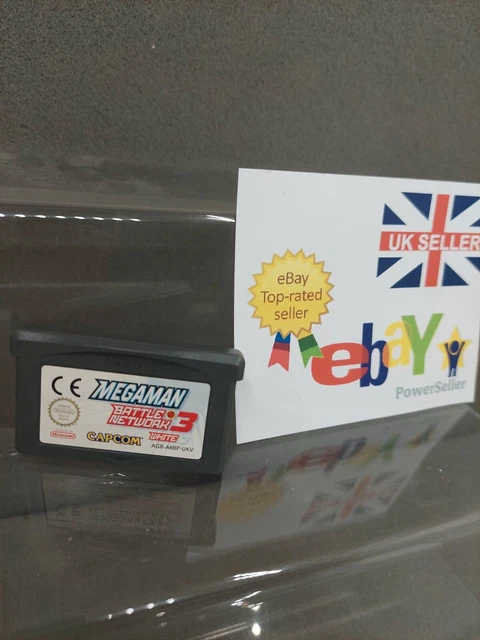 UK SELLER
eBay
Top-rated
seller
ebaY
PowerSeller
CE
MEGAMAN
BATTLE
NETWORK 3
WHITE
Nintendo
CAPCOM
AGB-A6BP-UKV